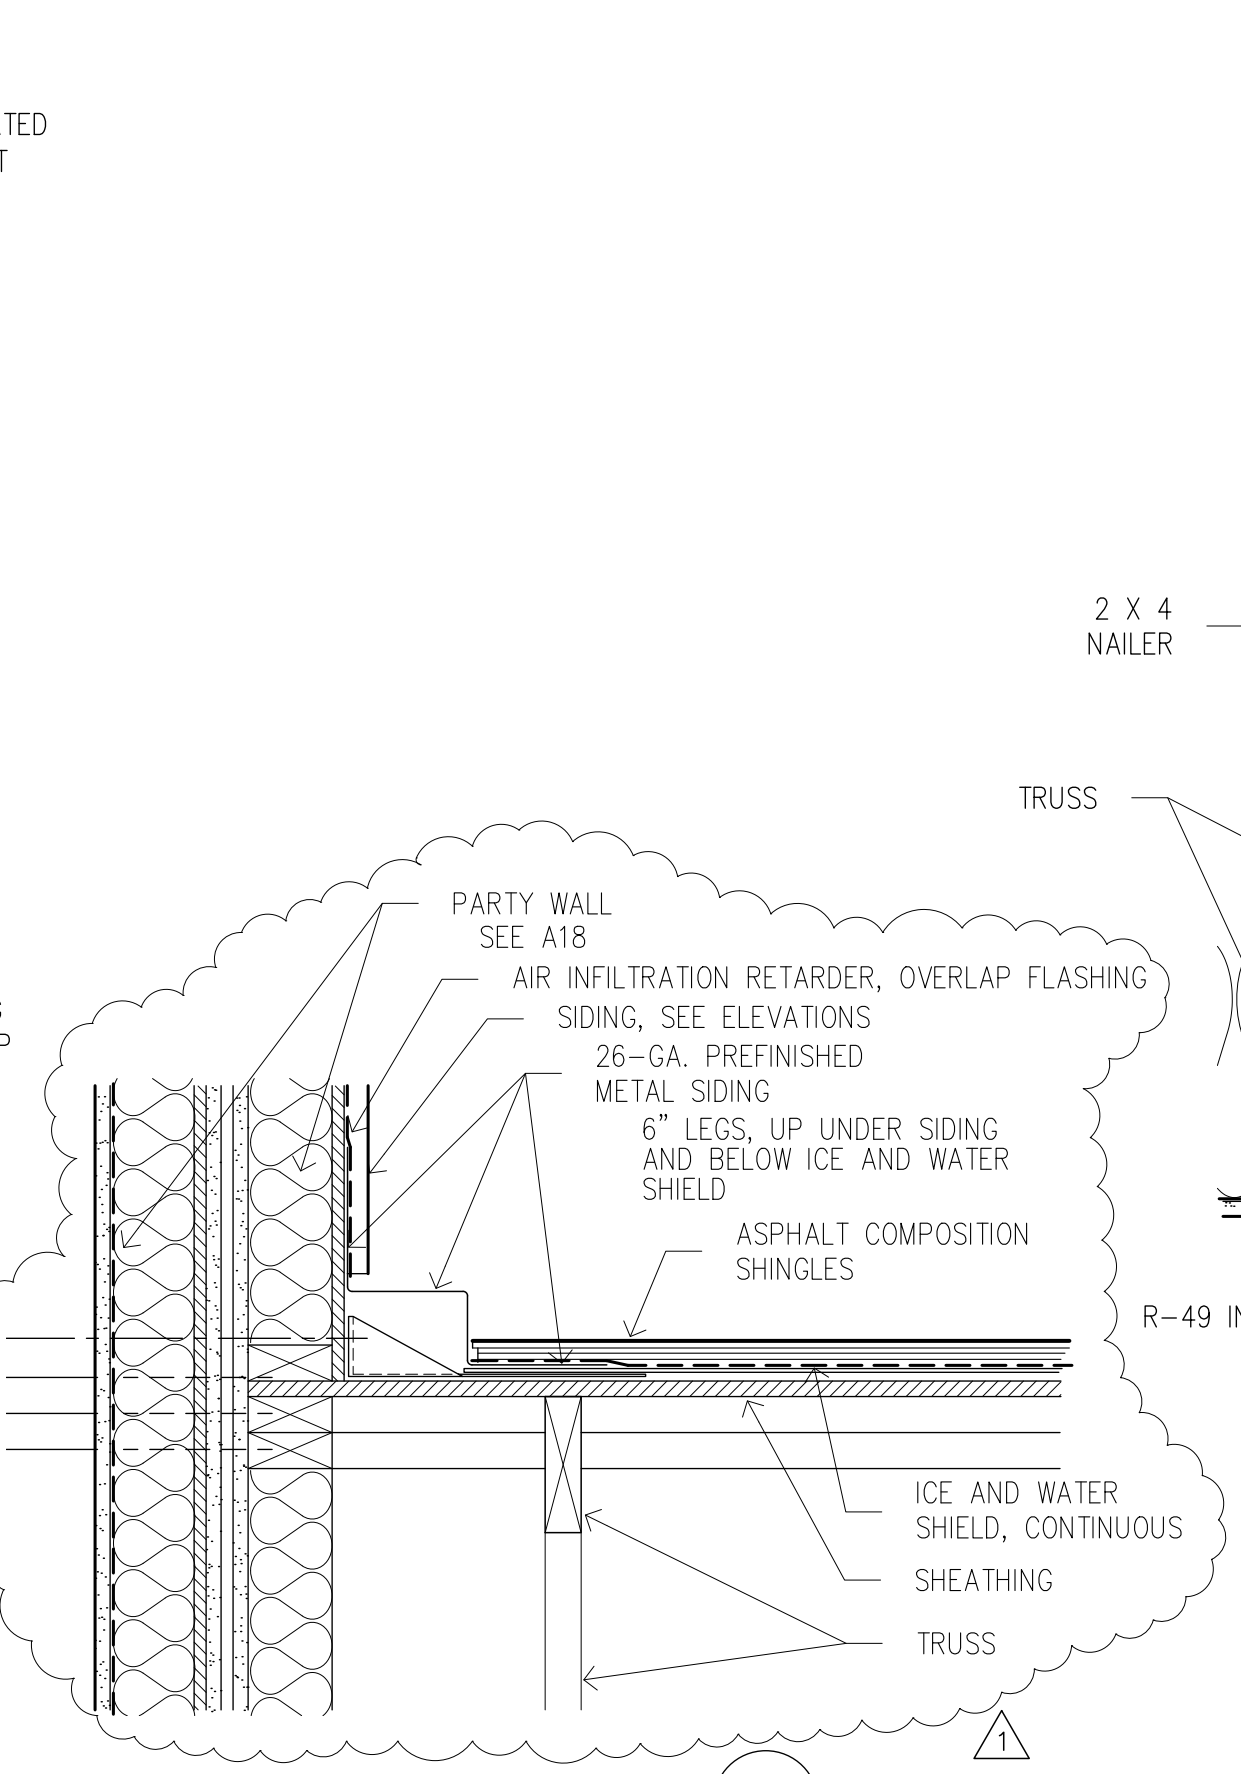 2 X 4
NAILER
TRUSS
PARTY WALL
SEE A18
AIR INFILTRATION RETARDER, OVERLAP FLASHING
SIDING, SEE ELEVATIONS
26-GA. PREFINISHED
METAL SIDING
6" LEGS, UP UNDER SIDING
AND BELOW ICE AND WATER
SHIELD
ASPHALT COMPOSITION
SHINGLES
R-49
ICE AND WATER
SHIELD, CONTINUOUS
SHEATHING
TRUSS
1